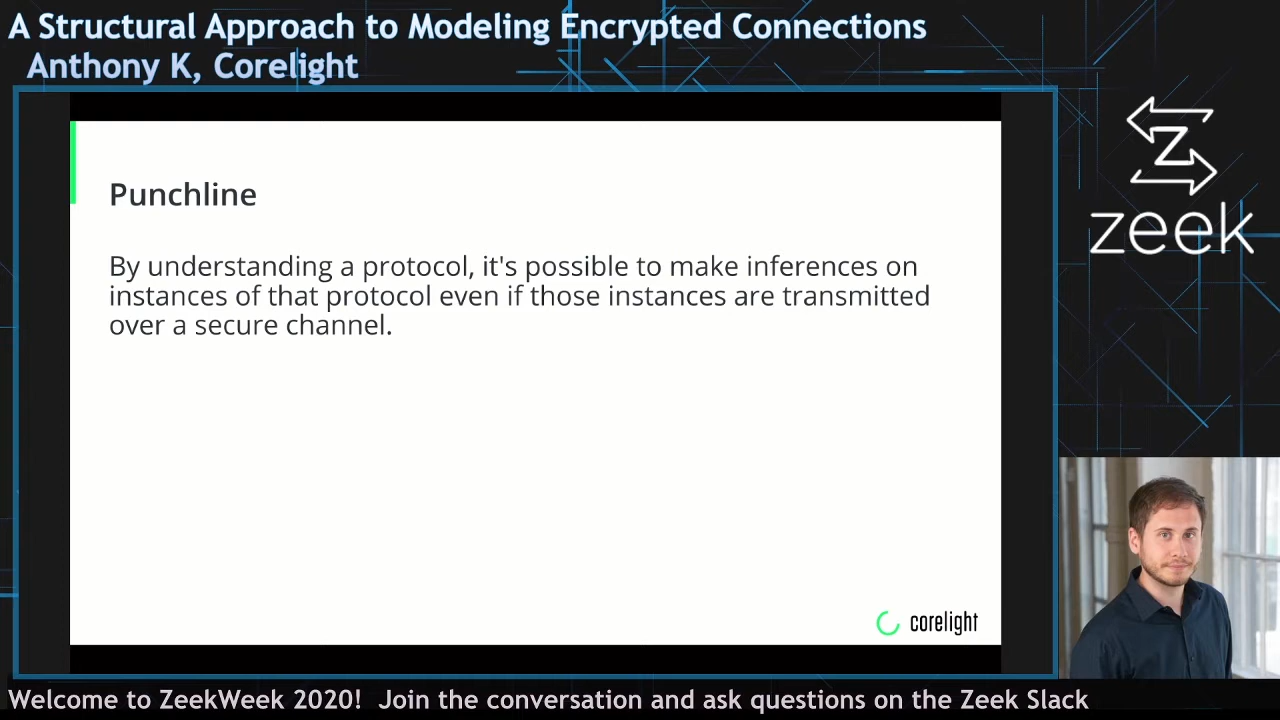 A Structural Approach to Modeling Encrypted Connections
Anthony K, Corelight
Punchline
By understanding a protocol, it's possible to make inferences on
instances of that protocol even if those instances are transmitted
over a secure channel.
corelight
Z
zeek
Welcome to ZeekWeek 2020!  Join the conversation and ask questions on the Zeek Slack